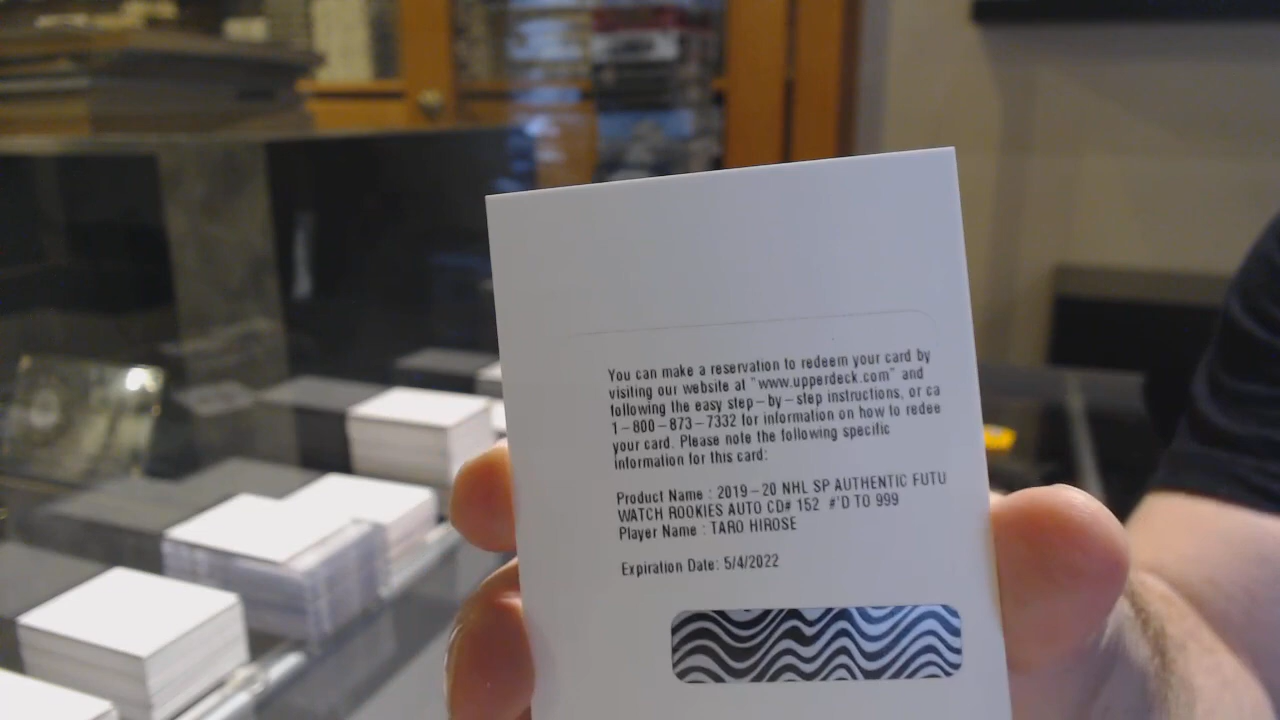 You can make a reservation to redeem your card by
visiting our website at "www.upperdeck.com" and
following the easy step-by-step instructions, or ca
1-800-873-7332 for information on how to redee
your card. Please note the following specific
information for this card:
Product Name : 2019-20 NHL SP AUTHENTIC FUTU
WATCH ROOKIES AUTO CD# 152 #'D TO 999
Player Name : TARO HIROSE
Expiration Date: 5/4/2022